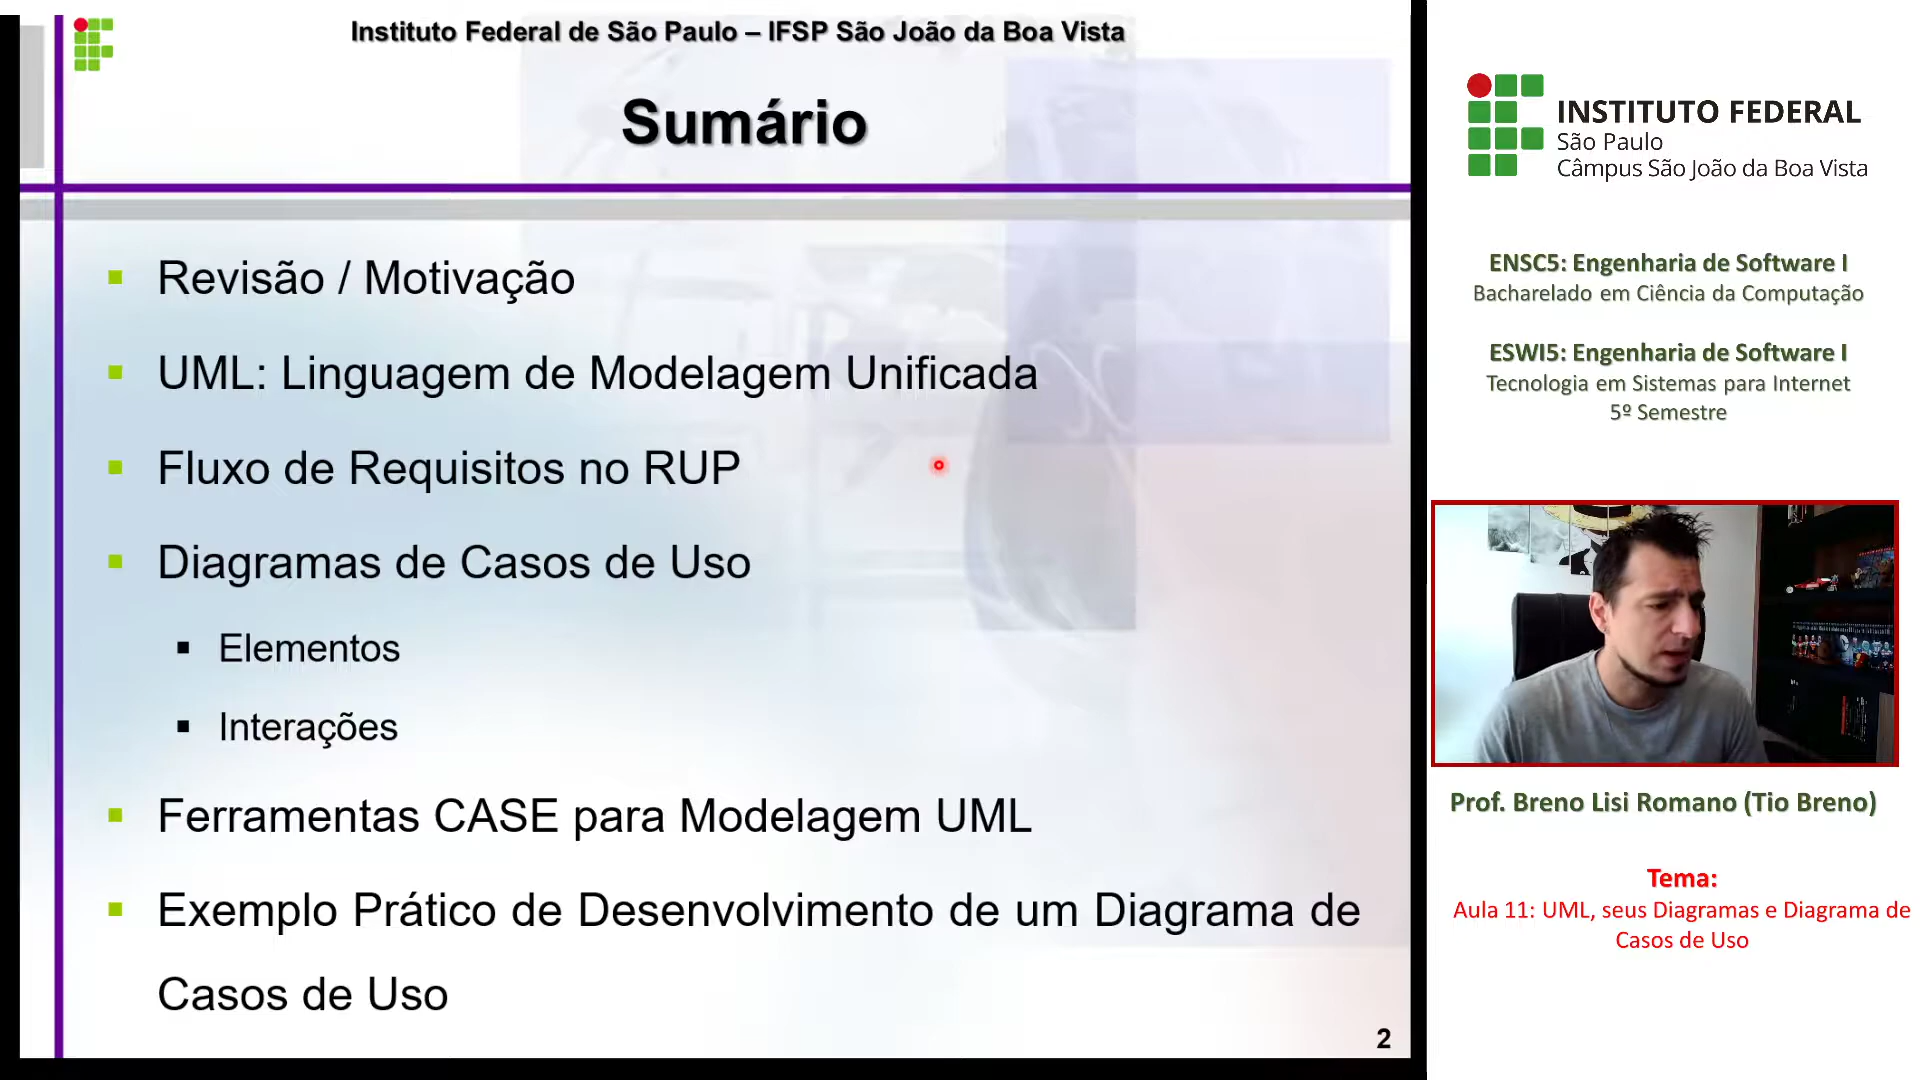 Instituto Federal de São Paulo – IFSP São João da Boa Vista
Sumário
Revisão / Motivação
UML: Linguagem de Modelagem Unificada
Fluxo de Requisitos no RUP
Diagramas de Casos de Uso
Elementos
Interações
Ferramentas CASE para Modelagem UML
Exemplo Prático de Desenvolvimento de um Diagrama de
Casos de Uso
2
INSTITUTO FEDERAL
São Paulo
Câmpus São João da Boa Vista
ENSC5: Engenharia de Software I
Bacharelado em Ciência da Computação
ESWI5: Engenharia de Software I
Tecnologia em Sistemas para Internet
5º Semestre
Prof. Breno Lisi Romano (Tio Breno)
Tema:
Aula 11: UML, seus Diagramas e Diagrama de
Casos de Uso